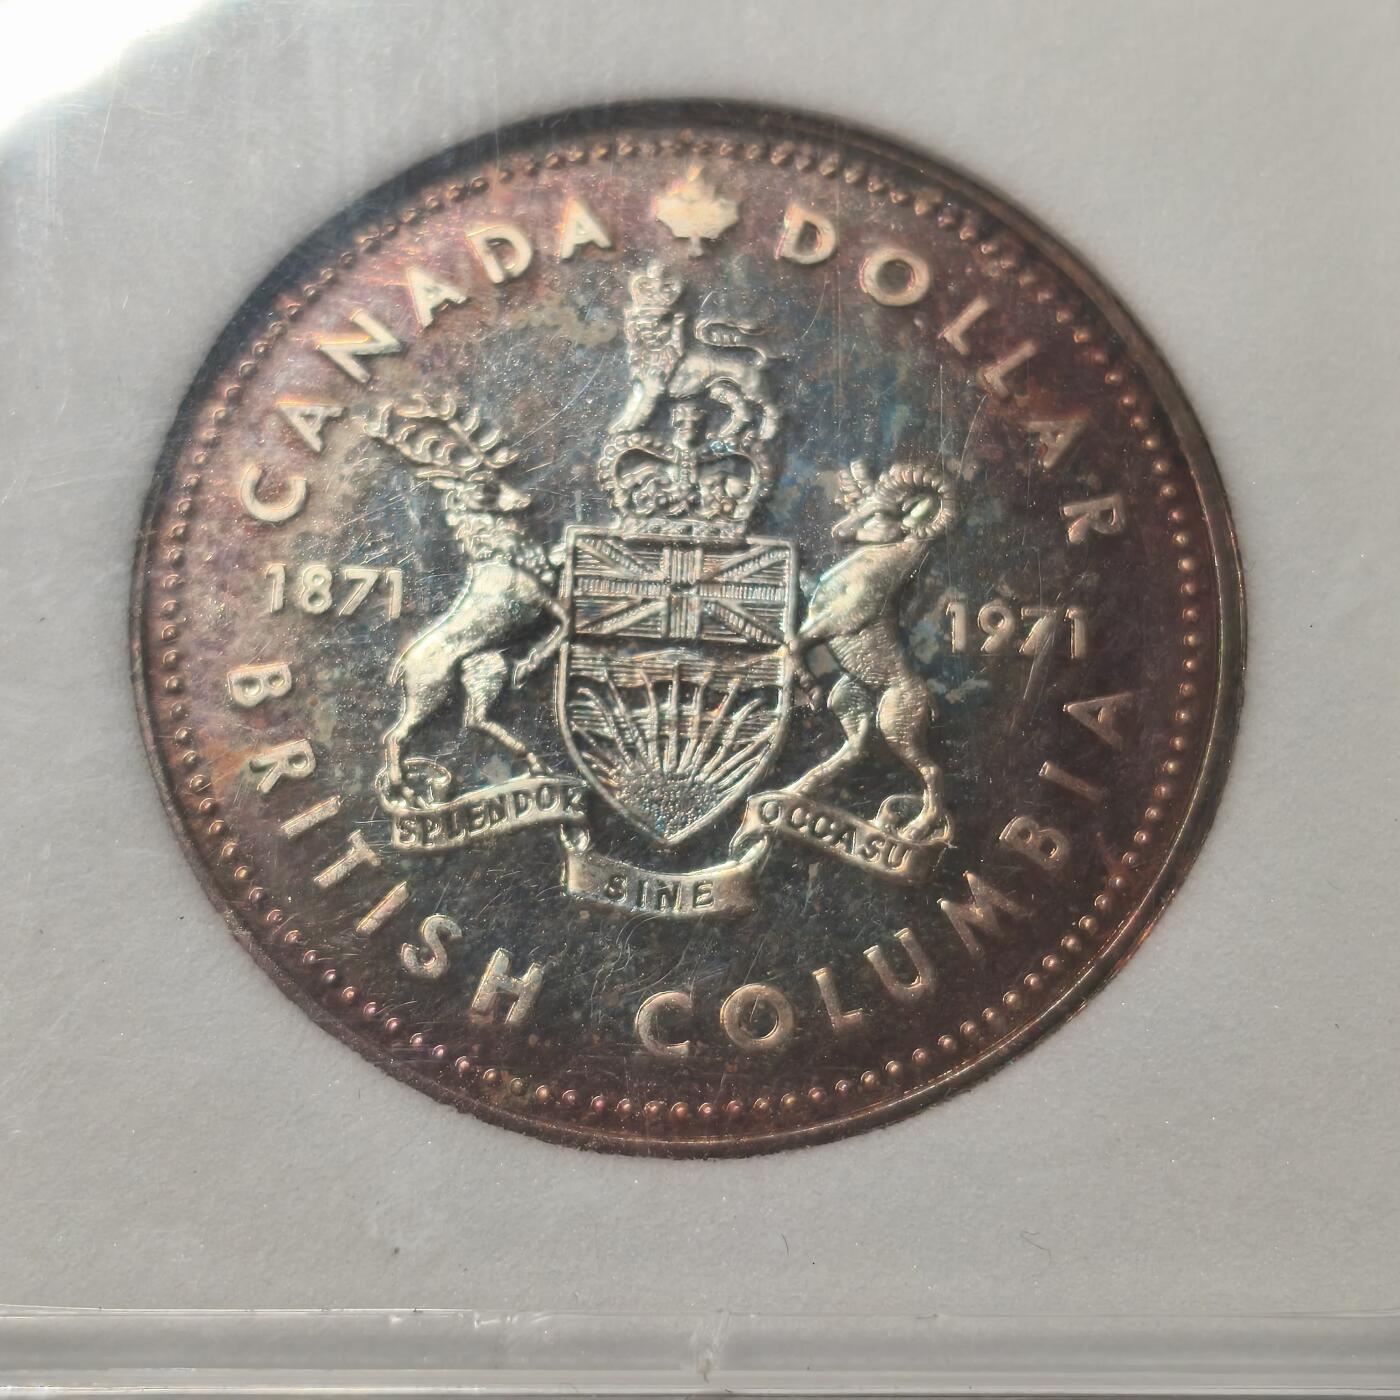 CANADA DOLLAR
1871 1971
SPLENDOR SINE OCCASU
BRITISH COLUMBIA